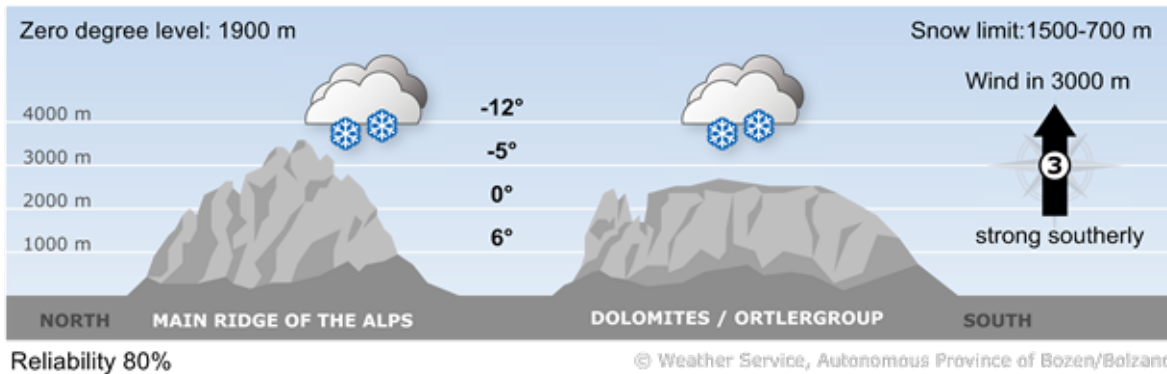 Zero degree level: 1900 m
Snow limit:1500-700 m
Wind in 3000 m
4000 m
-12°
3000 m
-5°
3
2000 m
0°
1000 m
6°
strong southerly
NORTH
MAIN RIDGE OF THE ALPS
DOLOMITES / ORTLERGROUP
SOUTH
Reliability 80%
© Weather Service, Autonomous Province of Bozen/Bolzano